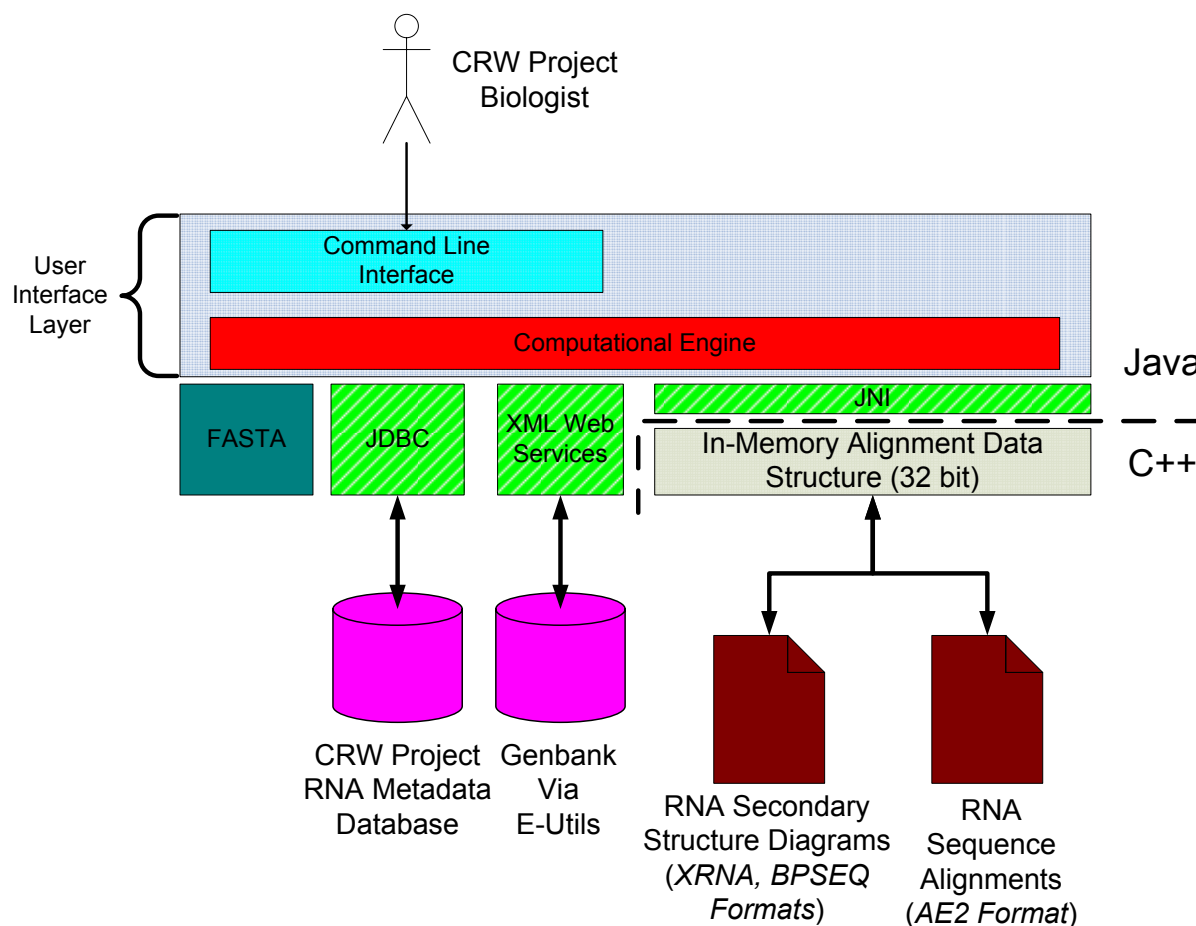 CRW Project
Biologist
User
Interface
Layer
Command Line
Interface
Computational Engine
Java
FASTA
JDBC
XML Web
Services
JNI
In-Memory Alignment Data
Structure (32 bit)
C++
CRW Project
RNA Metadata
Database
Genbank
Via
E-Utils
RNA Secondary
Structure Diagrams
(XRNA, BPSEQ
Formats)
RNA
Sequence
Alignments
(AE2 Format)